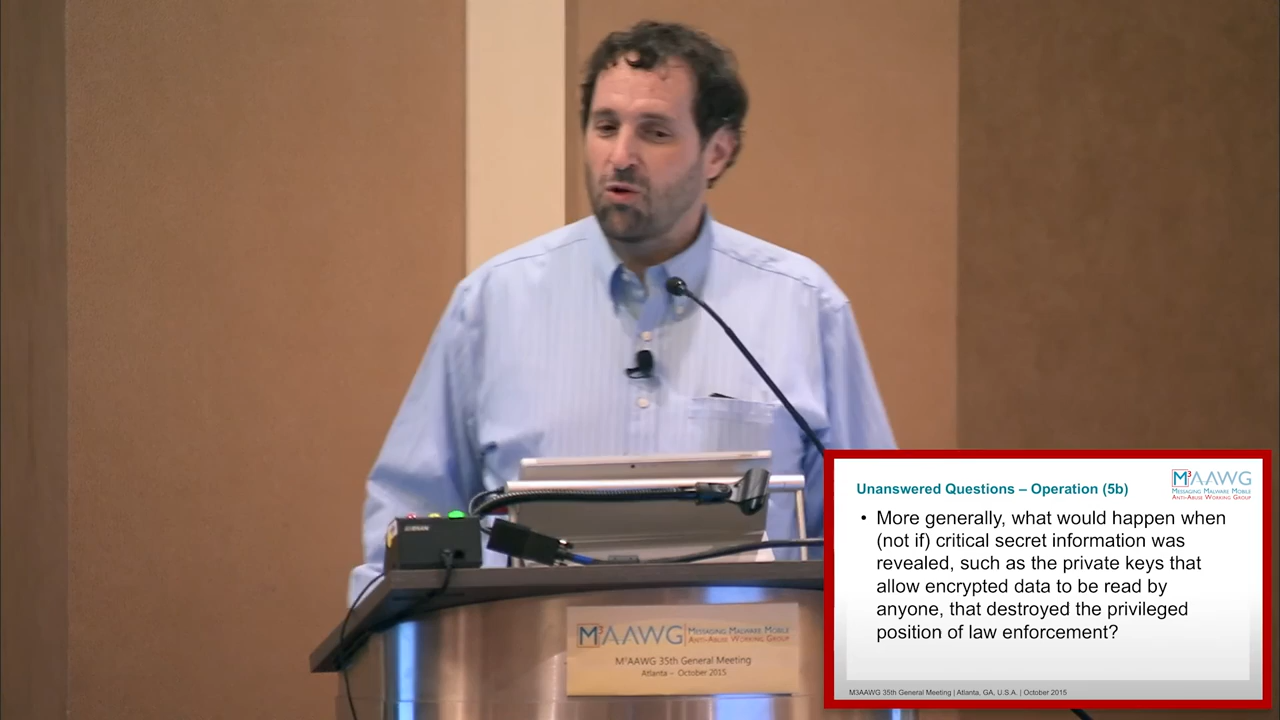 Unanswered Questions – Operation (5b)
M3AAWG
Messaging Malware Mobile
Anti-Abuse Working Group
• More generally, what would happen when
(not if) critical secret information was
revealed, such as the private keys that
allow encrypted data to be read by
anyone, that destroyed the privileged
position of law enforcement?
M3AAWG 35th General Meeting | Atlanta, GA, U.S.A. | October 2015
M3AAWG Messaging Malware Mobile
Anti-Abuse Working Group
M3AAWG 35th General Meeting
Atlanta – October 2015